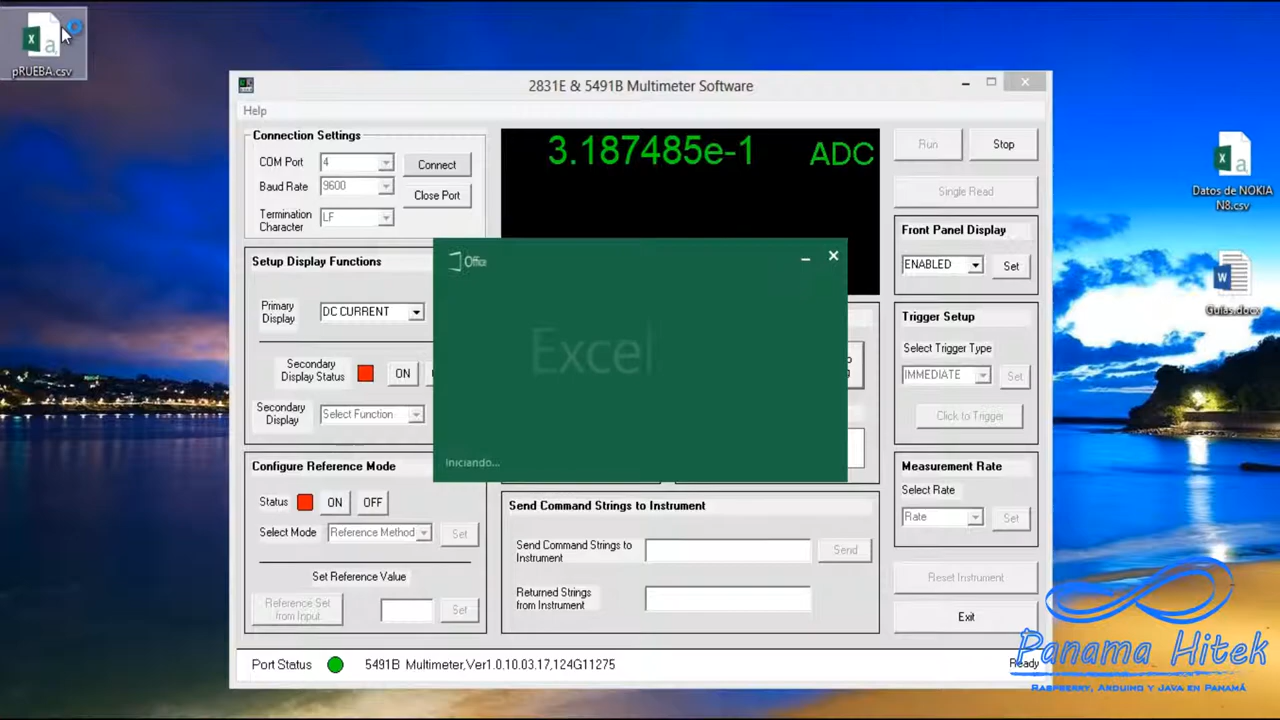 pRUEBA.csv
2831E & 5491B Multimeter Software
Help
Connection Settings
COM Port
4
Connect
Baud Rate
9600
Close Port
Termination
Character
LF
3.187485e-1 ADC
Run
Stop
Single Read
Front Panel Display
ENABLED
Set
Setup Display Functions
Primary
Display
DC CURRENT
Secondary
Display Status
ON
Secondary
Display
Select Function
Office
Excel
Iniciando...
Trigger Setup
Select Trigger Type
IMMEDIATE
Set
Click to Trigger
Configure Reference Mode
Status
ON
OFF
Select Mode
Reference Method
Set
Set Reference Value
Reference Set
from Input
Set
Send Command Strings to Instrument
Send Command Strings to
Instrument
Send
Returned Strings
from Instrument
Measurement Rate
Select Rate
Rate
Set
Reset Instrument
Exit
Port Status
5491B Multimeter,Ver1.0.10.03.17,124G11275
Ready
Datos de NOKIA
N8.csv
Guias.docx
Panama Hitek
Raspberry, Arduino y Java en Panamá